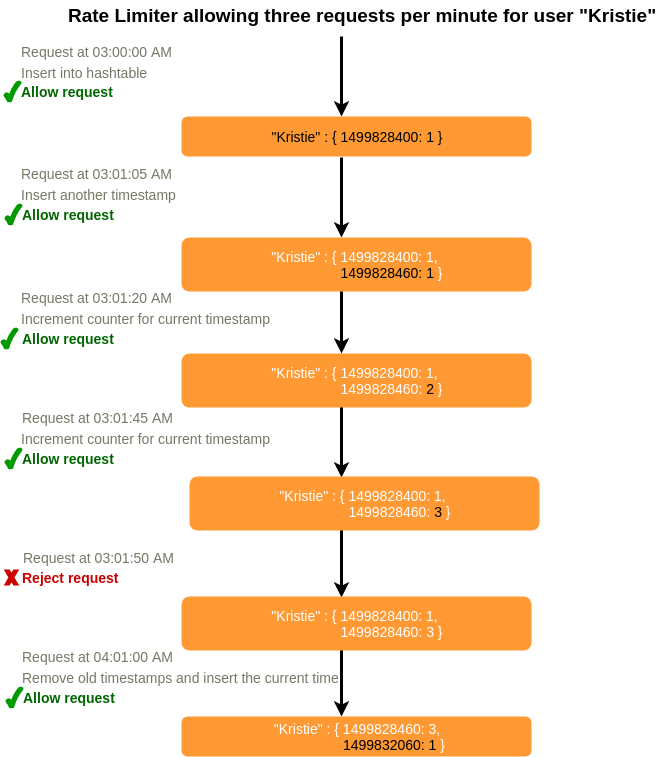 Rate Limiter allowing three requests per minute for user "Kristie"
Request at 03:00:00 AM
Insert into hashtable
Allow request
"Kristie" : { 1499828400: 1 }
Request at 03:01:05 AM
Insert another timestamp
Allow request
"Kristie" : { 1499828400: 1,
1499828460: 1 }
Request at 03:01:20 AM
Increment counter for current timestamp
Allow request
"Kristie" : { 1499828400: 1,
1499828460: 2 }
Request at 03:01:45 AM
Increment counter for current timestamp
Allow request
"Kristie" : { 1499828400: 1,
1499828460: 3 }
Request at 03:01:50 AM
Reject request
"Kristie" : { 1499828400: 1,
1499828460: 3 }
Request at 04:01:00 AM
Remove old timestamps and insert the current time
Allow request
"Kristie" : { 1499828460: 3,
1499832060: 1 }